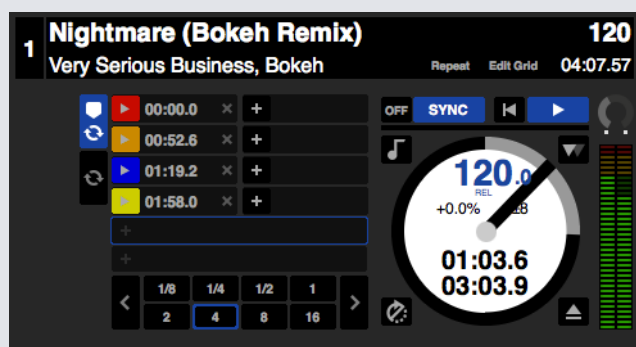 1
Nightmare (Bokeh Remix) 120
Very Serious Business, Bokeh Repeat Edit Grid 04:07.57
OFF SYNC
00:00.0 × +
00:52.6 × +
01:19.2 × +
01:58.0 × +
+
+
1/8 1/4 1/2 1
2 4 8 16
120.0
REL
+0.0%
01:03.6
03:03.9